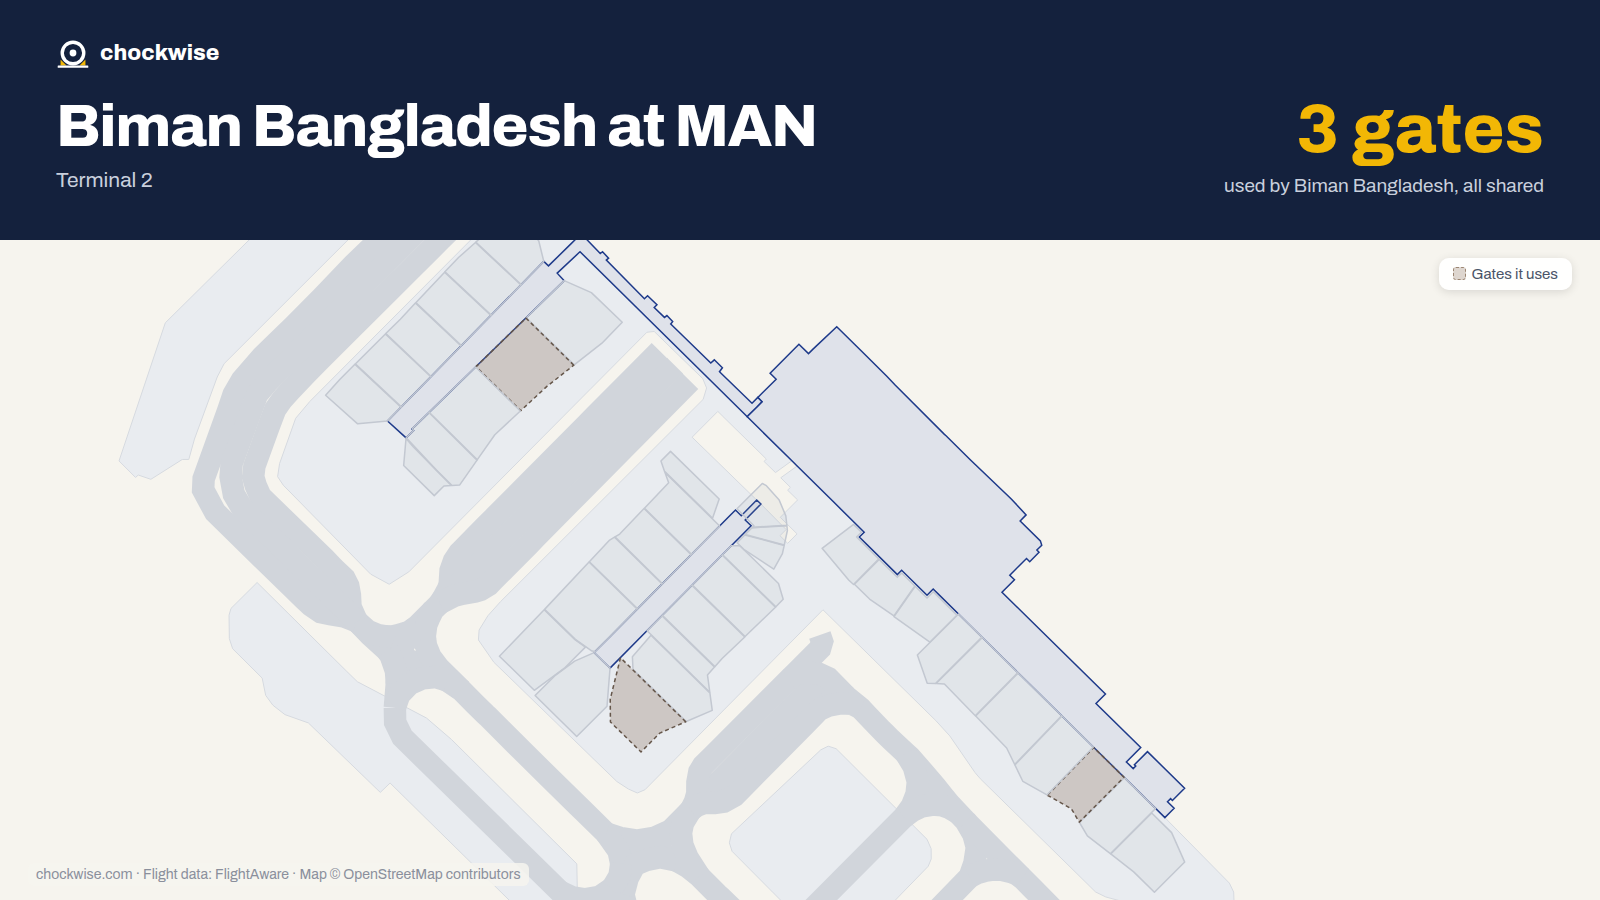 chockwise
Biman Bangladesh at MAN
Terminal 2
3 gates
used by Biman Bangladesh, all shared
Gates it uses
chockwise.com · Flight data: FlightAware · Map © OpenStreetMap contributors